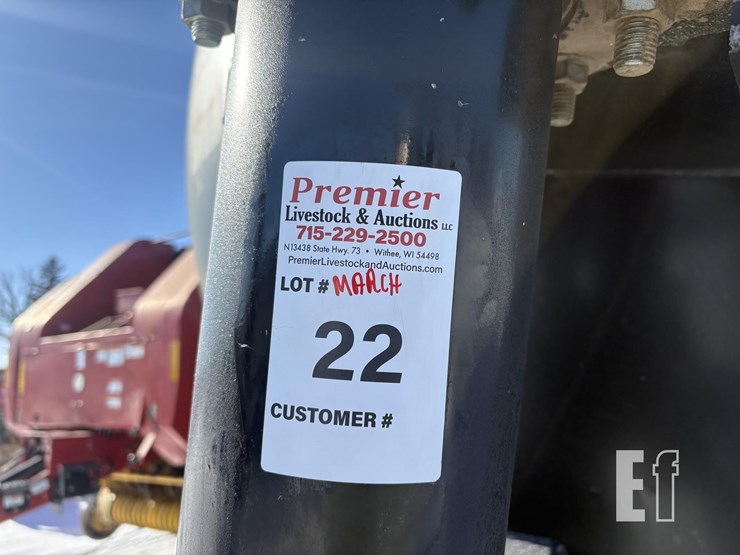 Premier
Livestock & Auctions LLC
715-229-2500
N13438 State Hwy. 73 • Withee, WI 54498
PremierLivestockandAuctions.com
LOT # MARCH
22
CUSTOMER #
Ef